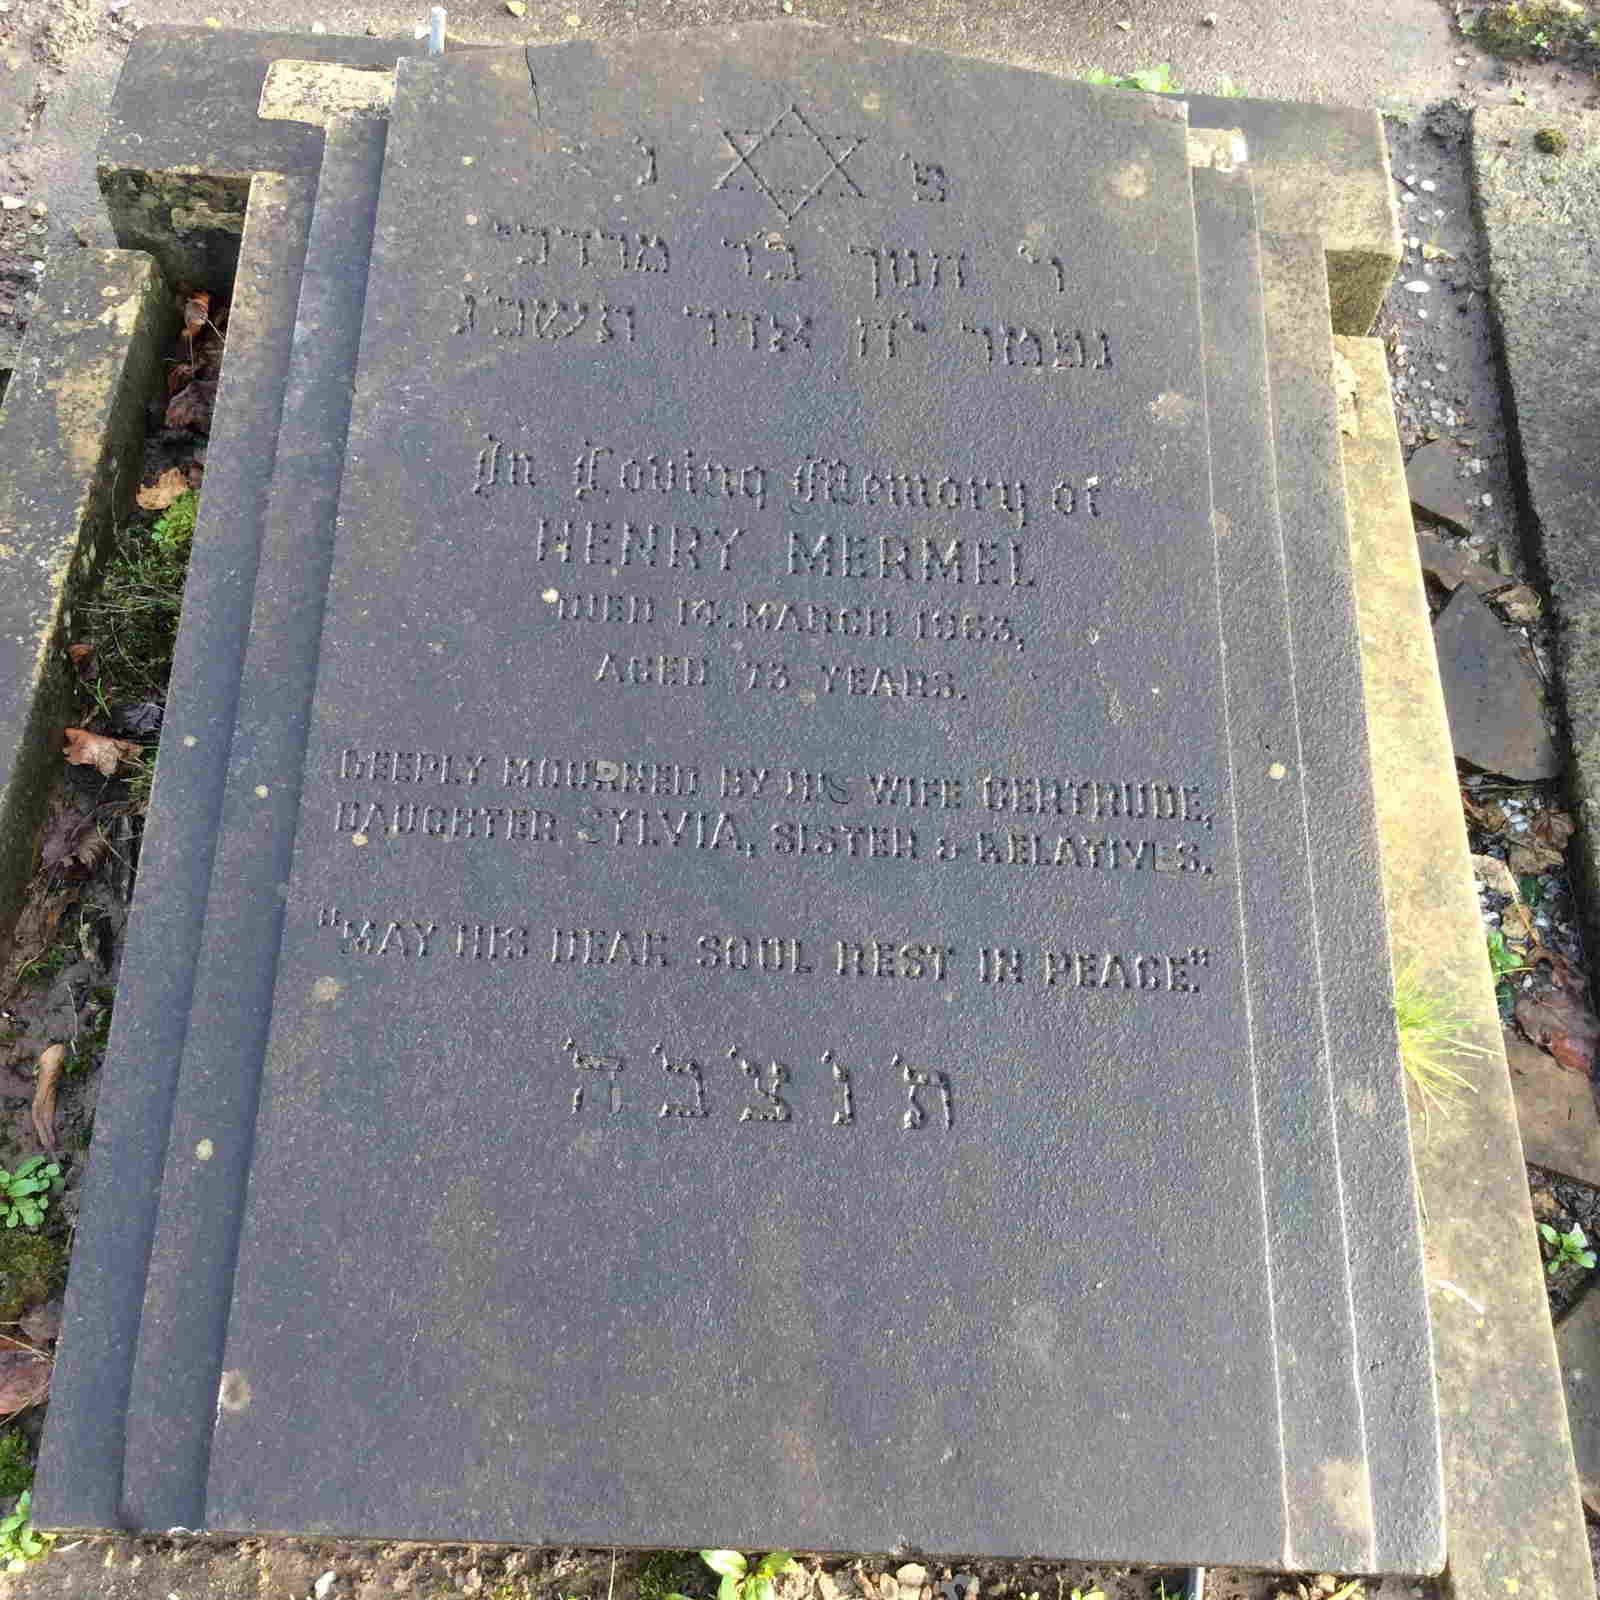 פ' נ'
ר' חנוך ב"ר מרדכי
נפטר י"ח אדר תשכ"ג
In Loving Memory of
HENRY MERMEL
DIED 14. MARCH 1963,
AGED 73 YEARS.
DEEPLY MOURNED BY HIS WIFE GERTRUDE,
DAUGHTER SYLVIA, SISTER & RELATIVES.
"MAY HIS DEAR SOUL REST IN PEACE."
ת' נ' צ' ב' ה'